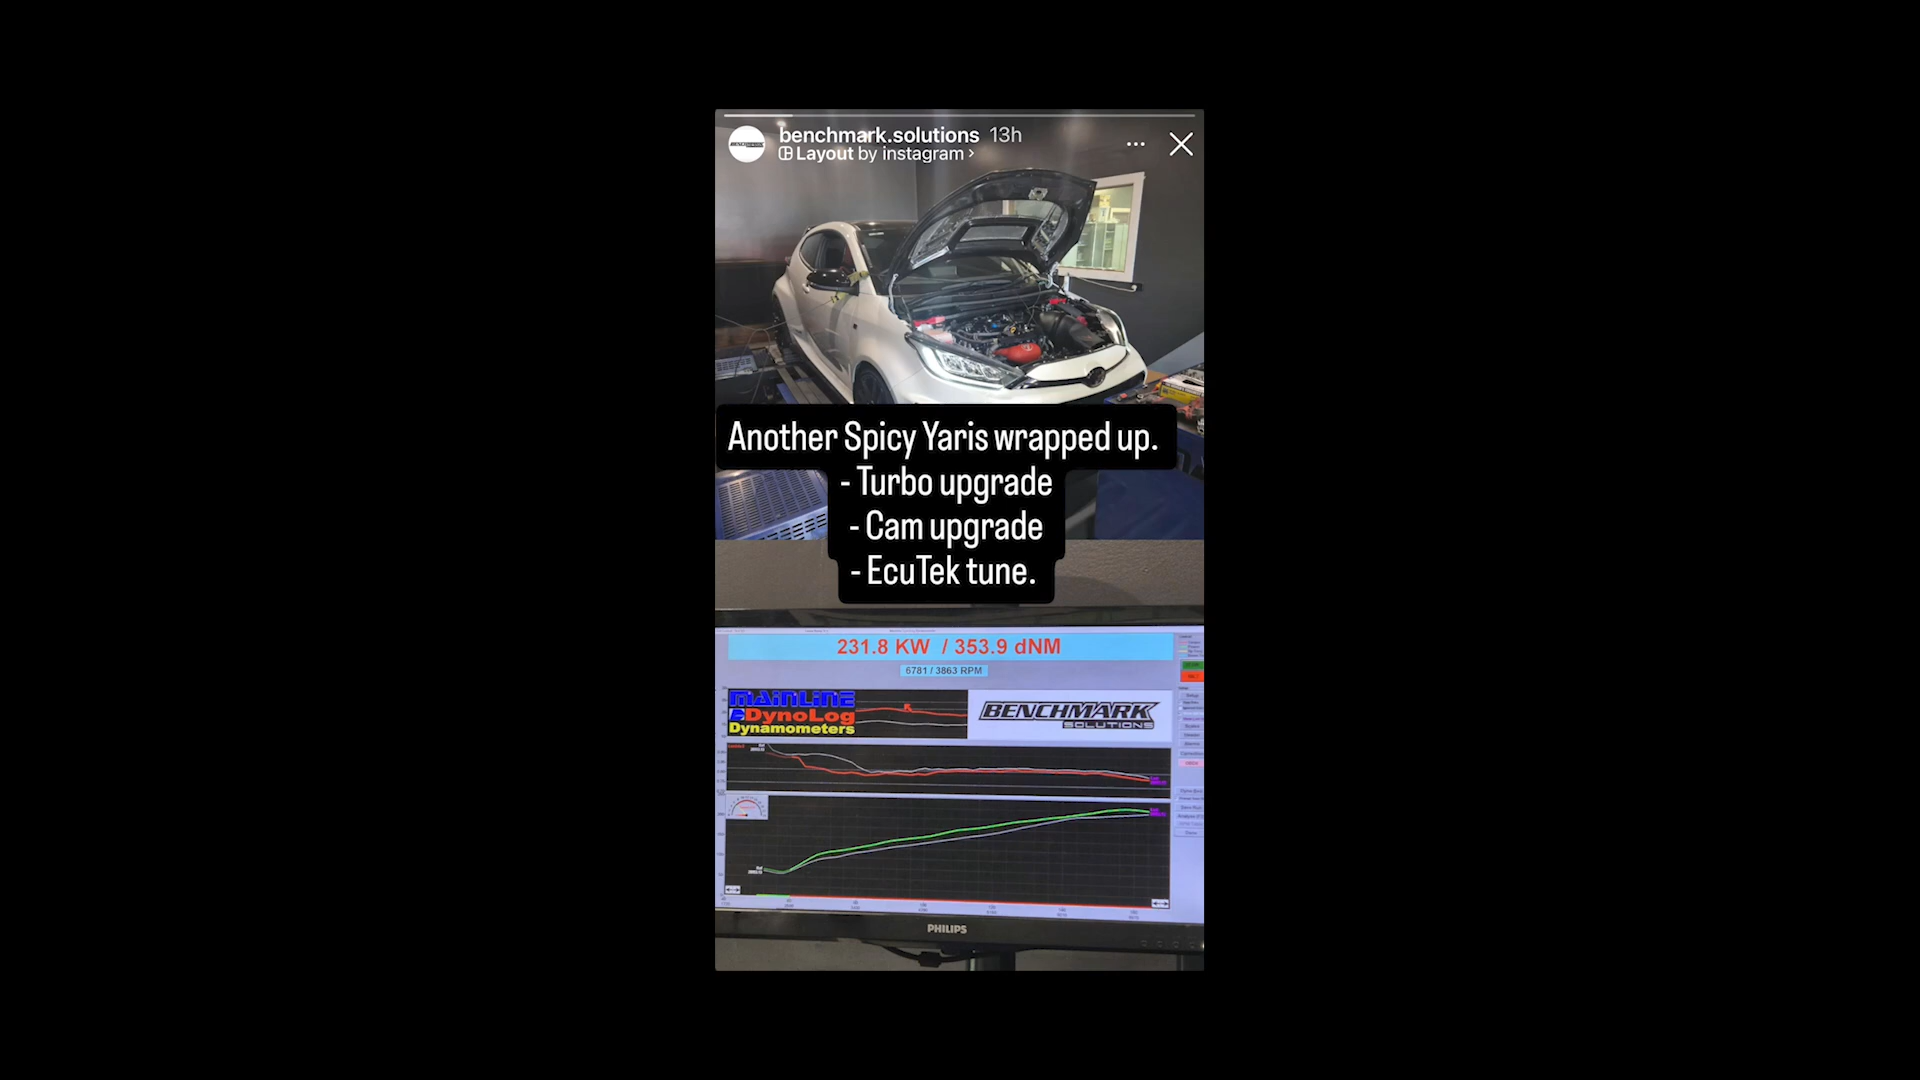 benchmark.solutions 13h
Layout by instagram >
Another Spicy Yaris wrapped up.
- Turbo upgrade
- Cam upgrade
- EcuTek tune.
231.8 KW / 353.9 dNM
6781 / 3863 RPM
MAINLINE
DynoLog
Dynamometers
BENCHMARK
SOLUTIONS
PHILIPS